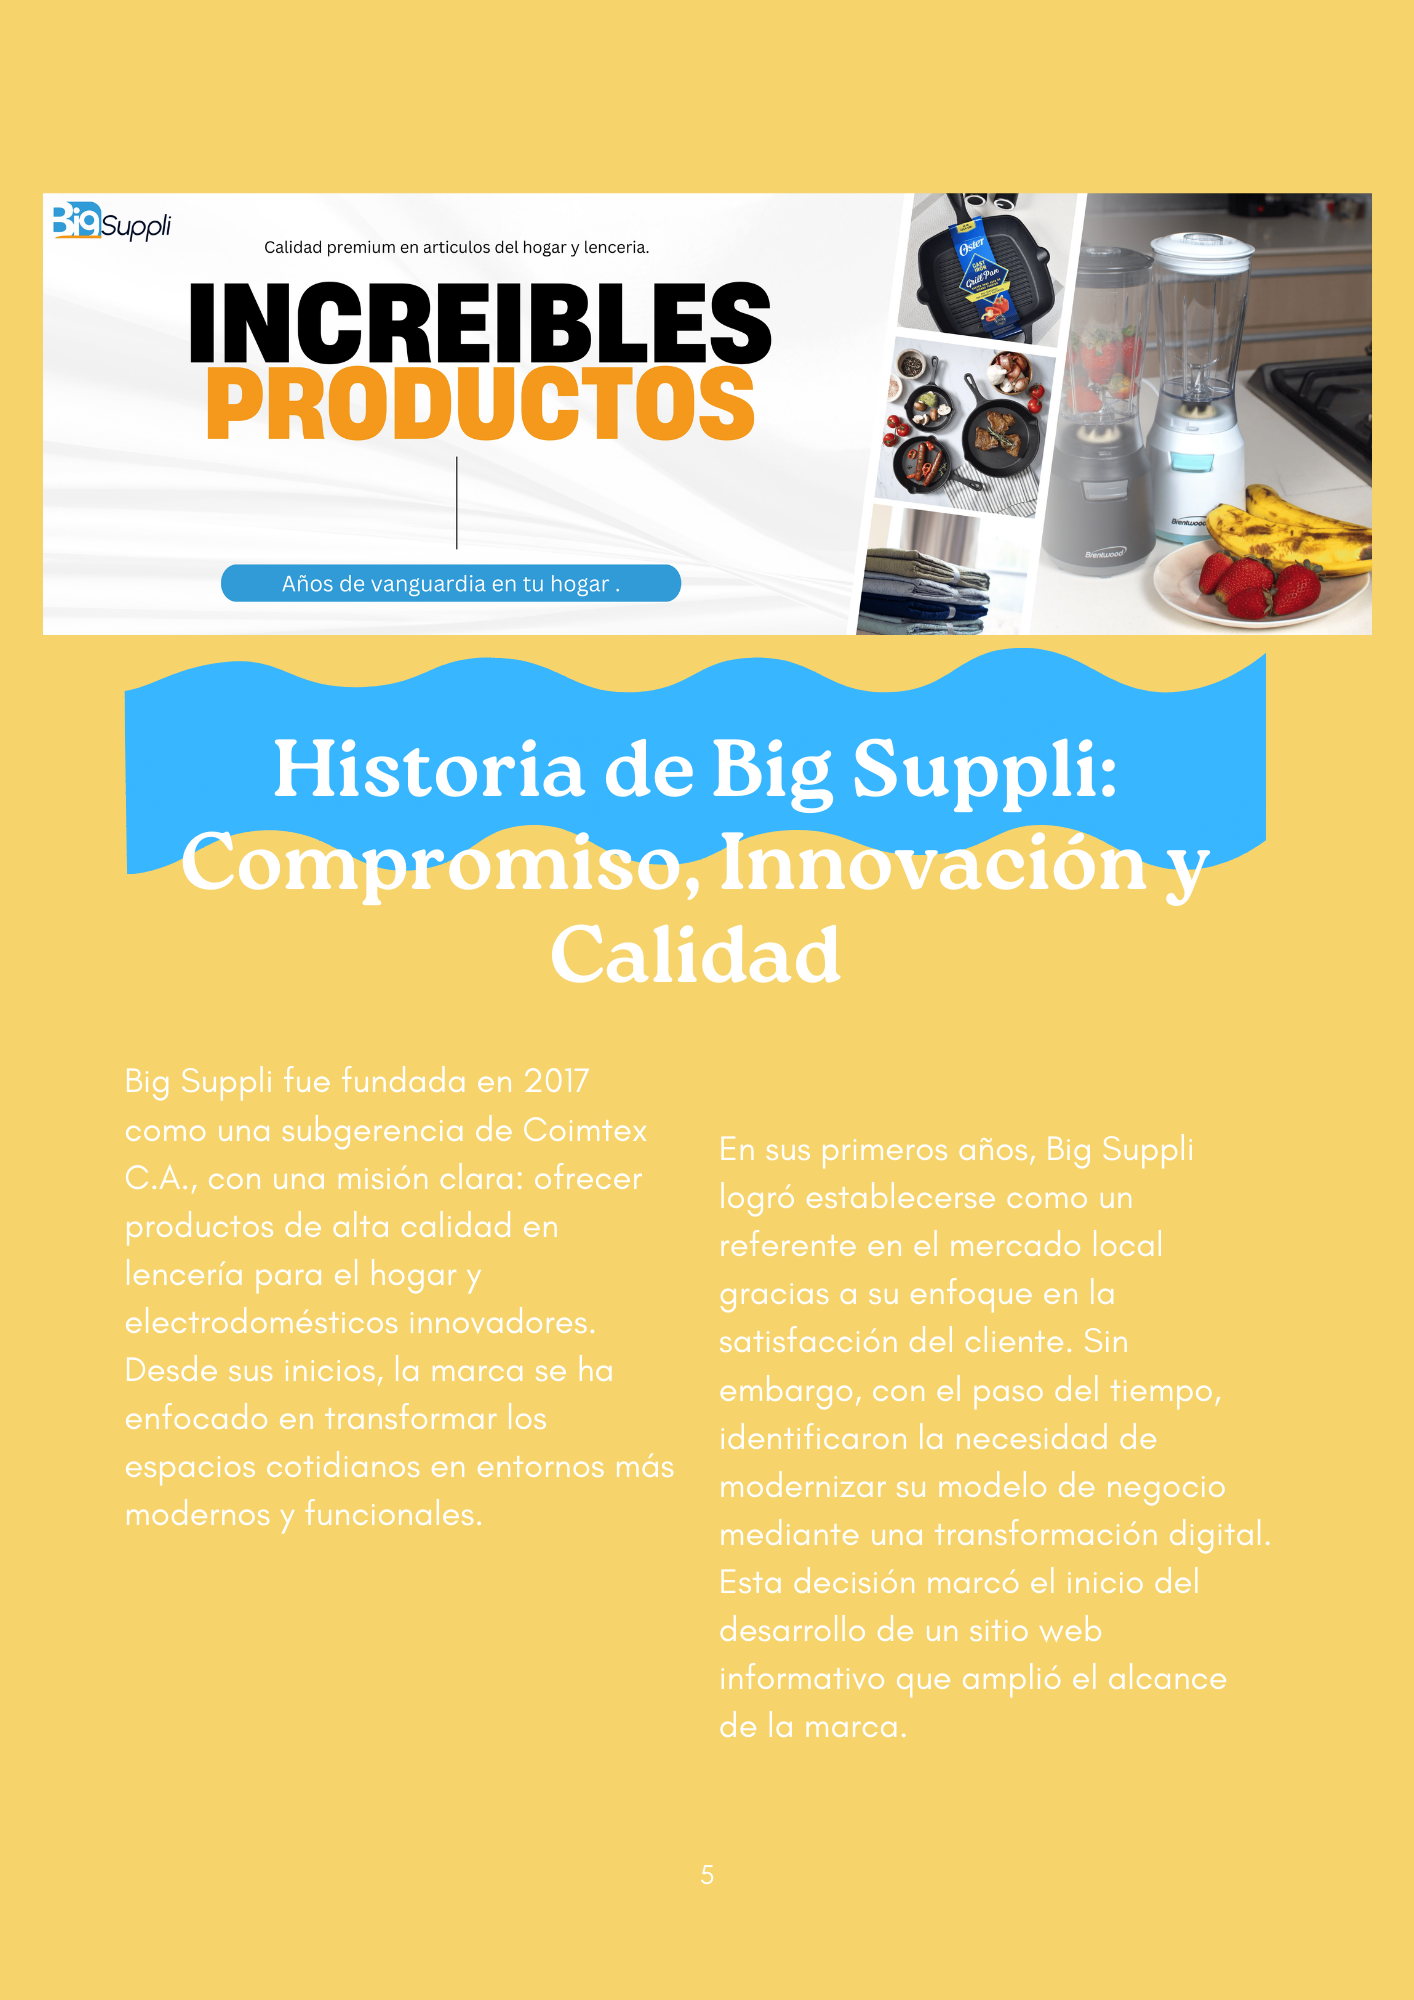 BigSuppli
Calidad premium en articulos del hogar y lenceria.
INCREIBLES
PRODUCTOS
Años de vanguardia en tu hogar .
Oster
CAST
IRON
Grill Pan
Brentwood
Brentwood
Historia de Big Suppli:
Compromiso, Innovación y
Calidad
Big Suppli fue fundada en 2017
como una subgerencia de Coimtex
C.A., con una misión clara: ofrecer
productos de alta calidad en
lencería para el hogar y
electrodomésticos innovadores.
Desde sus inicios, la marca se ha
enfocado en transformar los
espacios cotidianos en entornos más
modernos y funcionales.
En sus primeros años, Big Suppli
logró establecerse como un
referente en el mercado local
gracias a su enfoque en la
satisfacción del cliente. Sin
embargo, con el paso del tiempo,
identificaron la necesidad de
modernizar su modelo de negocio
mediante una transformación digital.
Esta decisión marcó el inicio del
desarrollo de un sitio web
informativo que amplió el alcance
de la marca.
5